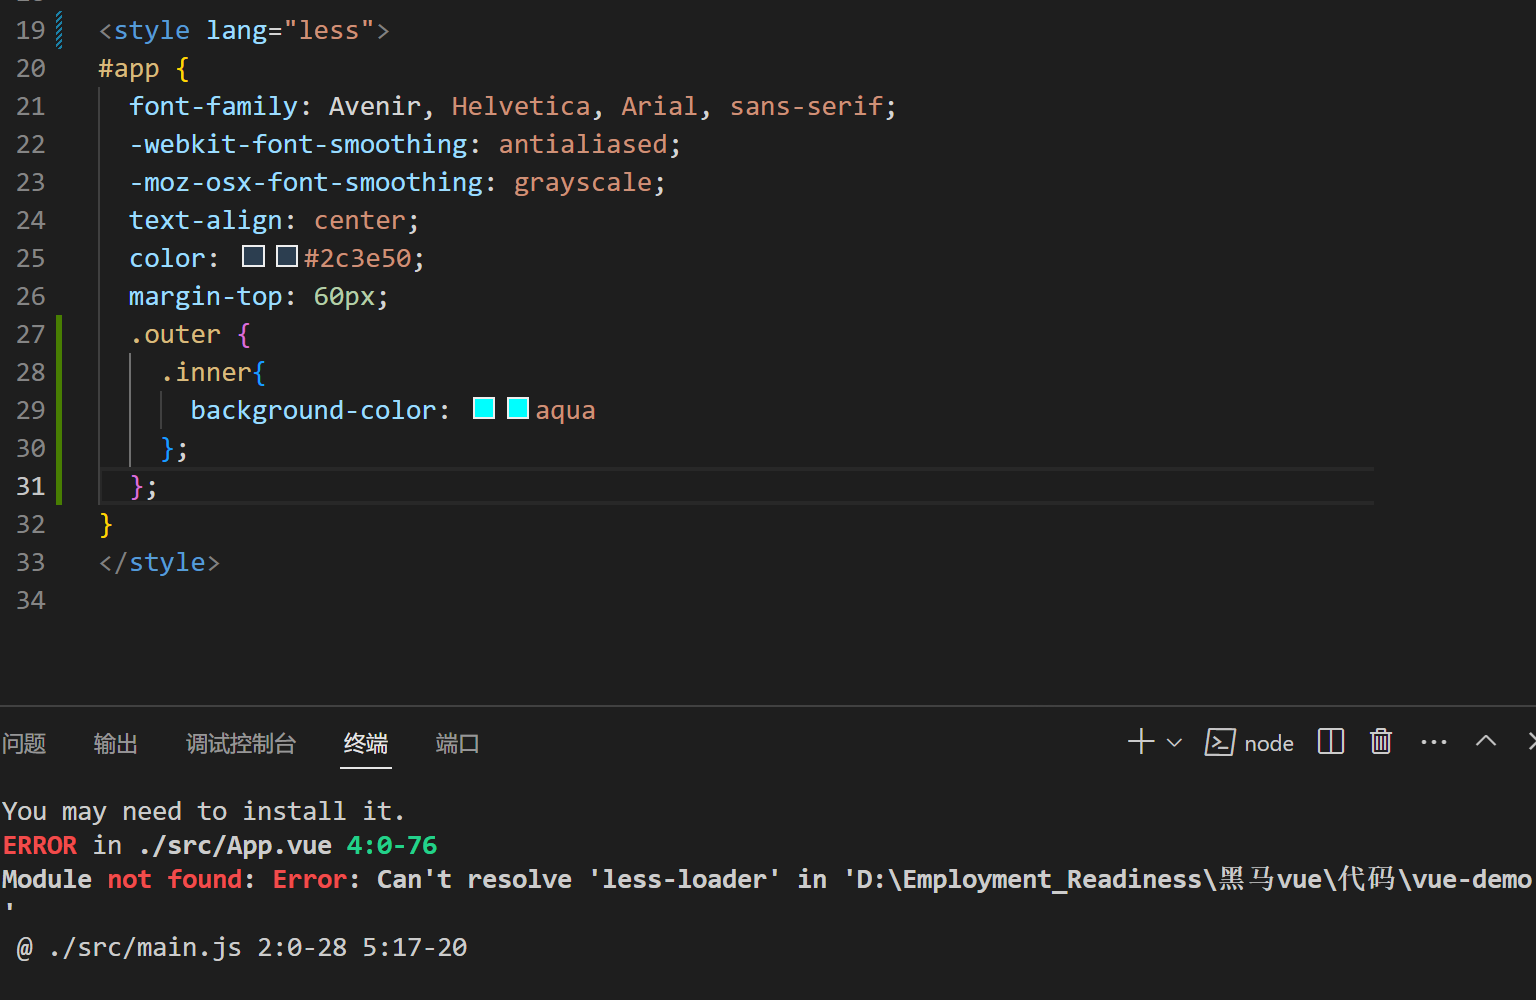 19 <style lang="less">
20 #app {
21 font-family: Avenir, Helvetica, Arial, sans-serif;
22 -webkit-font-smoothing: antialiased;
23 -moz-osx-font-smoothing: grayscale;
24 text-align: center;
25 color: #2c3e50;
26 margin-top: 60px;
27 .outer {
28 .inner{
29 background-color: aqua
30 };
31 };
32 }
33 </style>
34
问题 输出 调试控制台 终端 端口 node
You may need to install it.
ERROR in ./src/App.vue 4:0-76
Module not found: Error: Can't resolve 'less-loader' in 'D:\Employment_Readiness\黑马vue\代码\vue-demo
'
@ ./src/main.js 2:0-28 5:17-20